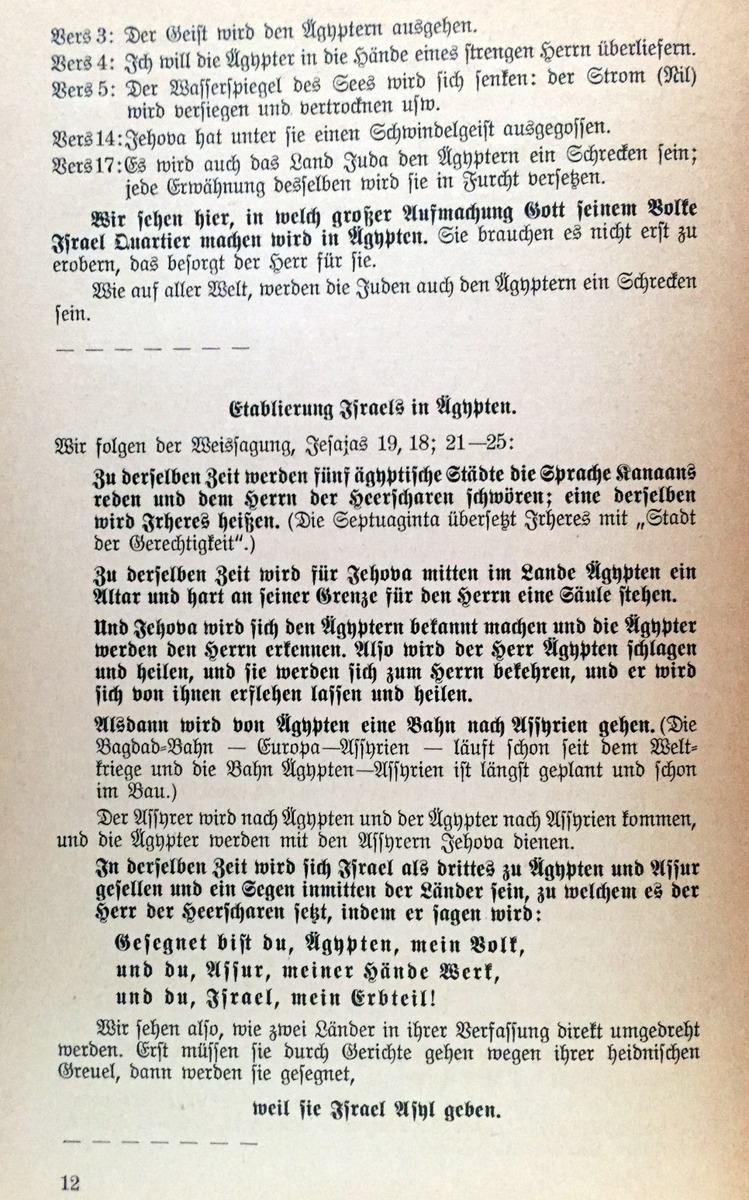 Vers 3: Der Geist wird den Ägyptern ausgehen.
Vers 4: Ich will die Ägypter in die Hände eines strengen Herrn überliefern.
Vers 5: Der Wasserspiegel des Sees wird sich senken: der Strom (Nil)
wird versiegen und vertrocknen usw.
Vers 14: Jehova hat unter sie einen Schwindelgeist ausgegossen.
Vers 17: Es wird auch das Land Juda den Ägyptern ein Schrecken sein;
jede Erwähnung desselben wird sie in Furcht versetzen.
Wir sehen hier, in welch großer Aufmachung Gott seinem Volke
Israel Quartier machen wird in Ägypten. Sie brauchen es nicht erst zu
erobern, das besorgt der Herr für sie.
Wie auf aller Welt, werden die Juden auch den Ägyptern ein Schrecken
sein.
— — — — — — —
Etablierung Israels in Ägypten.
Wir folgen der Weissagung, Jesajas 19, 18; 21—25:
Zu derselben Zeit werden fünf ägyptische Städte die Sprache Kanaans
reden und dem Herrn der Heerscharen schwören; eine derselben
wird Irheres heißen. (Die Septuaginta übersetzt Irheres mit „Stadt
der Gerechtigkeit“.)
Zu derselben Zeit wird für Jehova mitten im Lande Ägypten ein
Altar und hart an seiner Grenze für den Herrn eine Säule stehen.
Und Jehova wird sich den Ägyptern bekannt machen und die Ägypter
werden den Herrn erkennen. Also wird der Herr Ägypten schlagen
und heilen, und sie werden sich zum Herrn bekehren, und er wird
sich von ihnen erflehen lassen und heilen.
Alsdann wird von Ägypten eine Bahn nach Assyrien gehen. (Die
Bagdad-Bahn — Europa—Assyrien — läuft schon seit dem Welt-
kriege und die Bahn Ägypten—Assyrien ist längst geplant und schon
im Bau.)
Der Assyrer wird nach Ägypten und der Ägypter nach Assyrien kommen,
und die Ägypter werden mit den Assyrern Jehova dienen.
In derselben Zeit wird sich Israel als drittes zu Ägypten und Assur
gesellen und ein Segen inmitten der Länder sein, zu welchem es der
Herr der Heerscharen setzt, indem er sagen wird:
Gesegnet bist du, Ägypten, mein Volk,
und du, Assur, meiner Hände Werk,
und du, Israel, mein Erbteil!
Wir sehen also, wie zwei Länder in ihrer Verfassung direkt umgedreht
werden. Erst müssen sie durch Gerichte gehen wegen ihrer heidnischen
Greuel, dann werden sie gesegnet,
weil sie Israel Asyl geben.
— — — — — — —
12